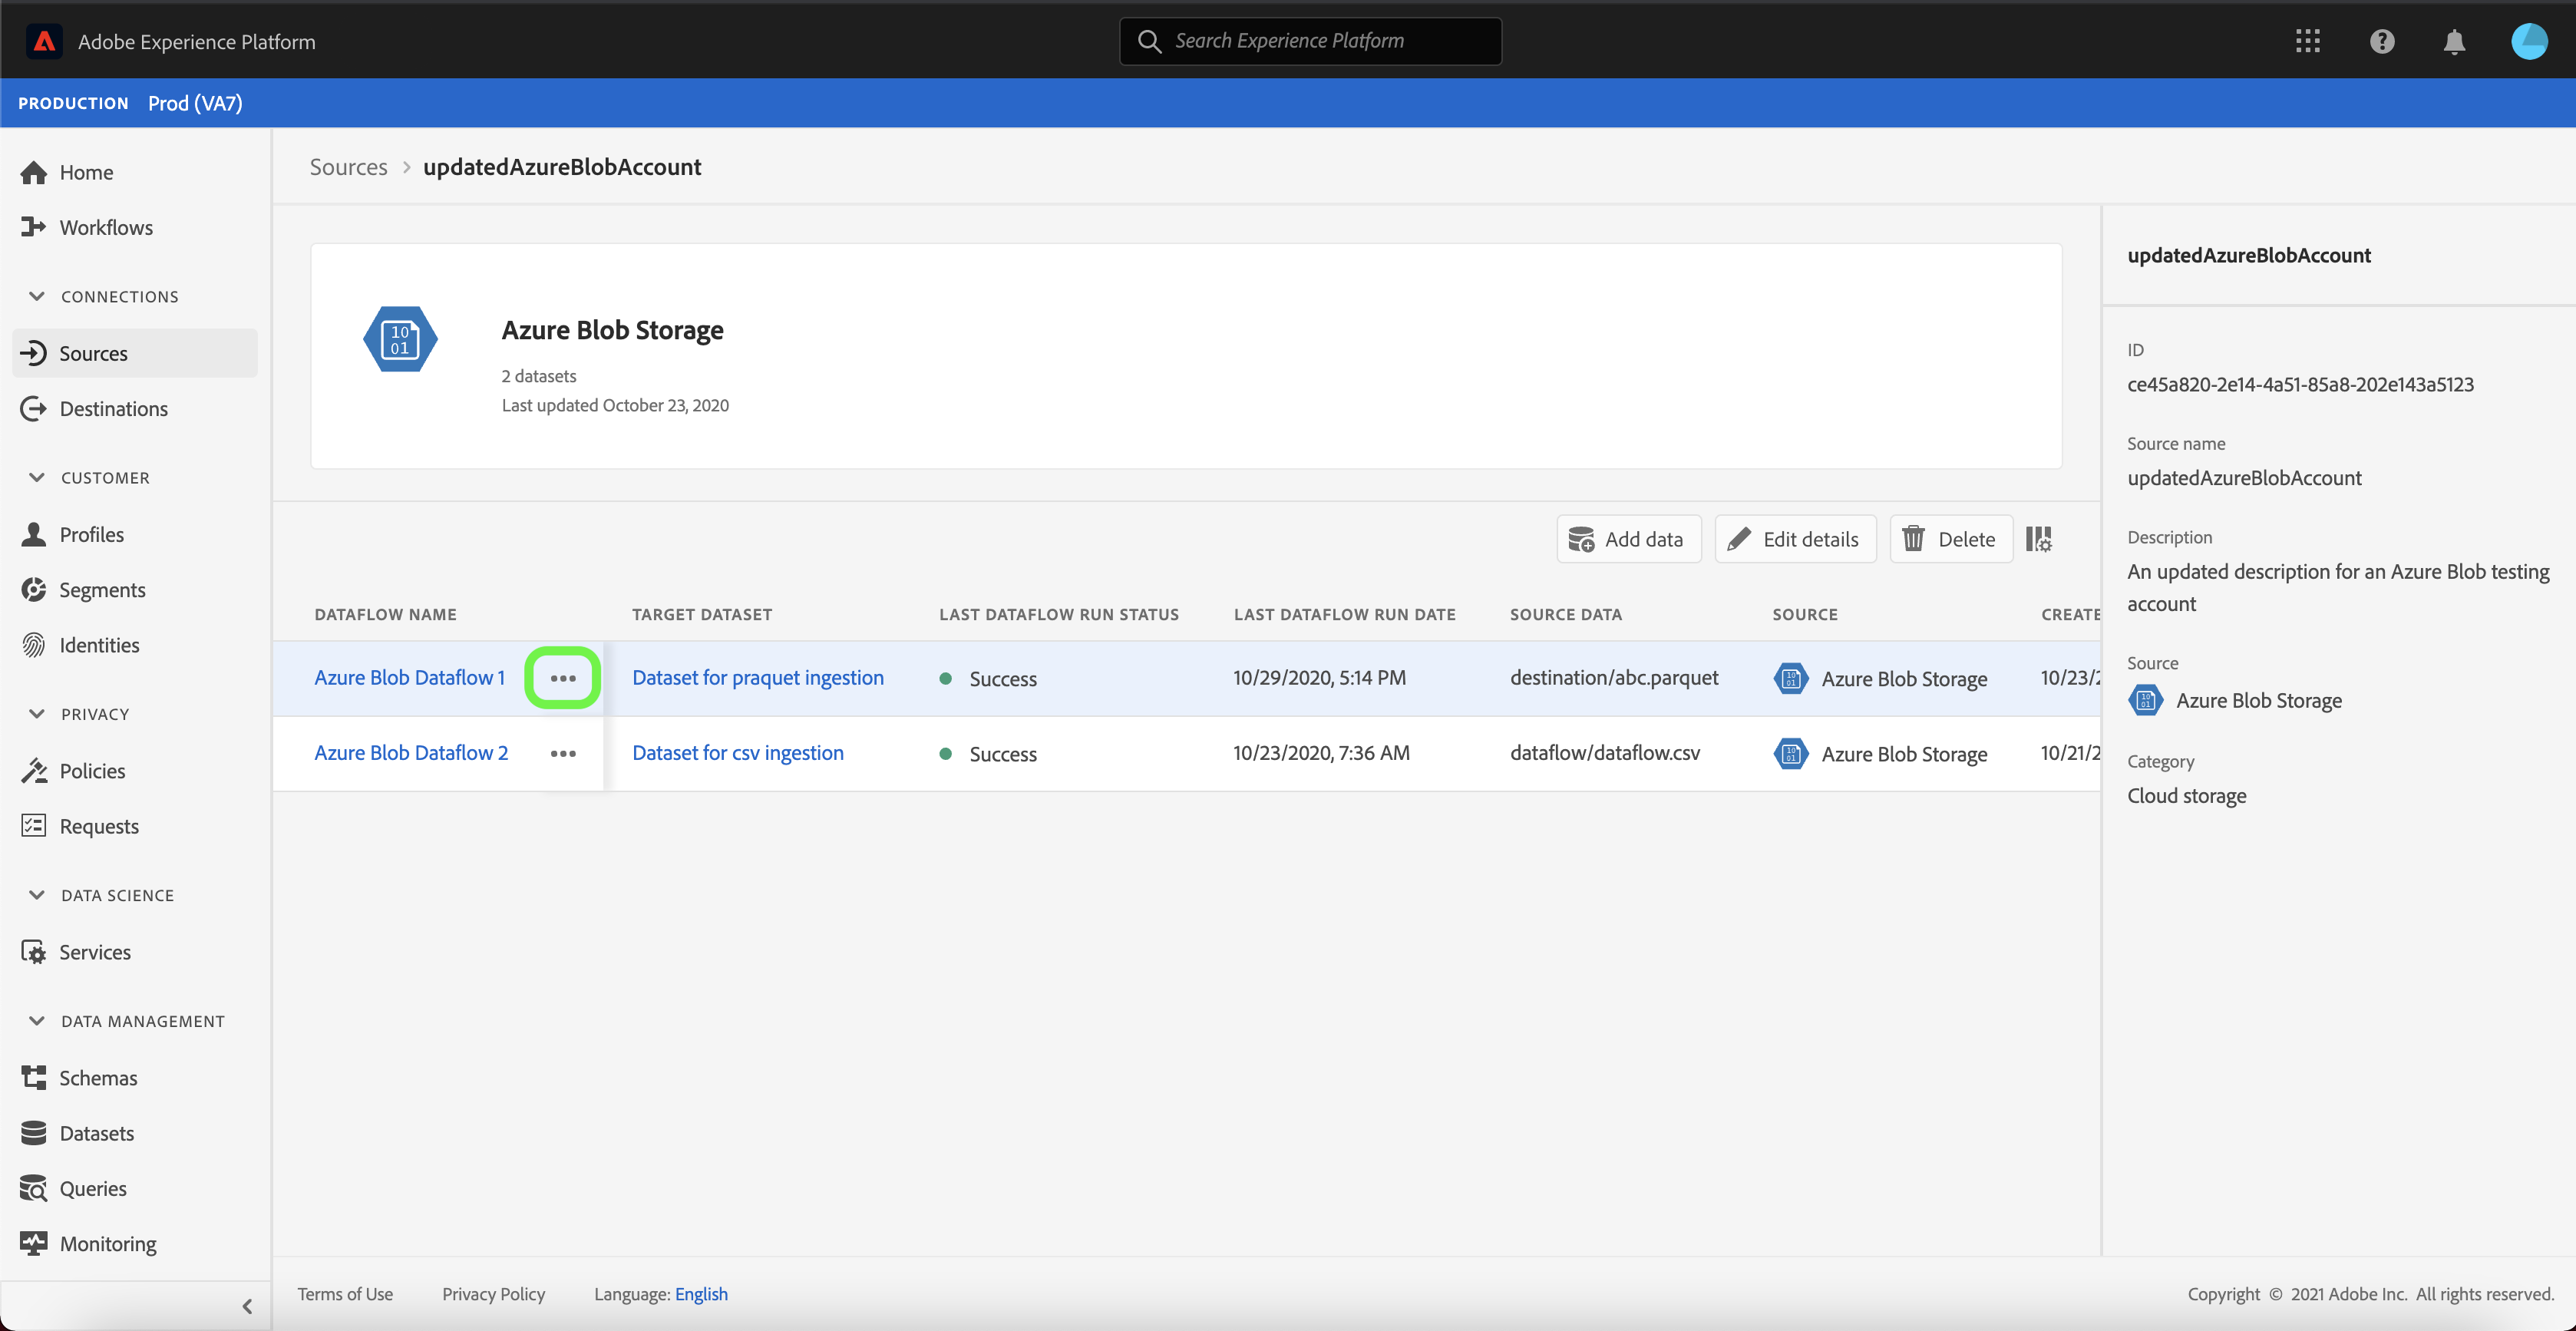 Adobe Experience Platform
Search Experience Platform
PRODUCTION Prod (VA7)
Home
Workflows
CONNECTIONS
Sources
Destinations
CUSTOMER
Profiles
Segments
Identities
PRIVACY
Policies
Requests
DATA SCIENCE
Services
DATA MANAGEMENT
Schemas
Datasets
Queries
Monitoring
Sources > updatedAzureBlobAccount
10
01
Azure Blob Storage
2 datasets
Last updated October 23, 2020
Add data Edit details Delete
DATAFLOW NAME TARGET DATASET LAST DATAFLOW RUN STATUS LAST DATAFLOW RUN DATE SOURCE DATA SOURCE CREATE
Azure Blob Dataflow 1 ••• Dataset for praquet ingestion Success 10/29/2020, 5:14 PM destination/abc.parquet Azure Blob Storage 10/23/2
Azure Blob Dataflow 2 ••• Dataset for csv ingestion Success 10/23/2020, 7:36 AM dataflow/dataflow.csv Azure Blob Storage 10/21/2
updatedAzureBlobAccount
ID
ce45a820-2e14-4a51-85a8-202e143a5123
Source name
updatedAzureBlobAccount
Description
An updated description for an Azure Blob testing
account
Source
Azure Blob Storage
Category
Cloud storage
Terms of Use Privacy Policy Language: English
Copyright © 2021 Adobe Inc. All rights reserved.